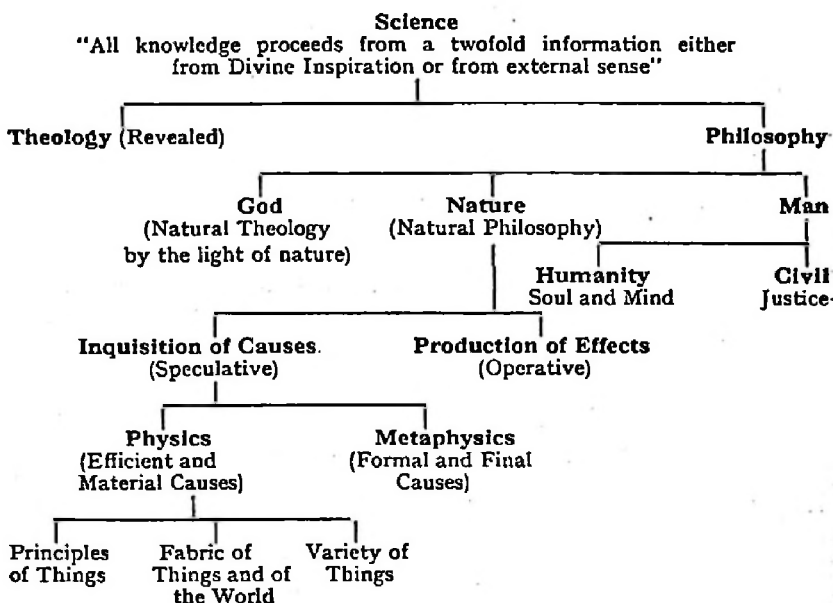 Science
"All knowledge proceeds from a twofold information either
from Divine Inspiration or from external sense"
Theology (Revealed)
Philosophy
God
(Natural Theology
by the light of nature)
Nature
(Natural Philosophy)
Man
Humanity
Soul and Mind
Civil
Justice-
Inquisition of Causes.
(Speculative)
Production of Effects
(Operative)
Physics
(Efficient and
Material Causes)
Metaphysics
(Formal and Final
Causes)
Principles
of Things
Fabric of
Things and of
the World
Variety of
Things